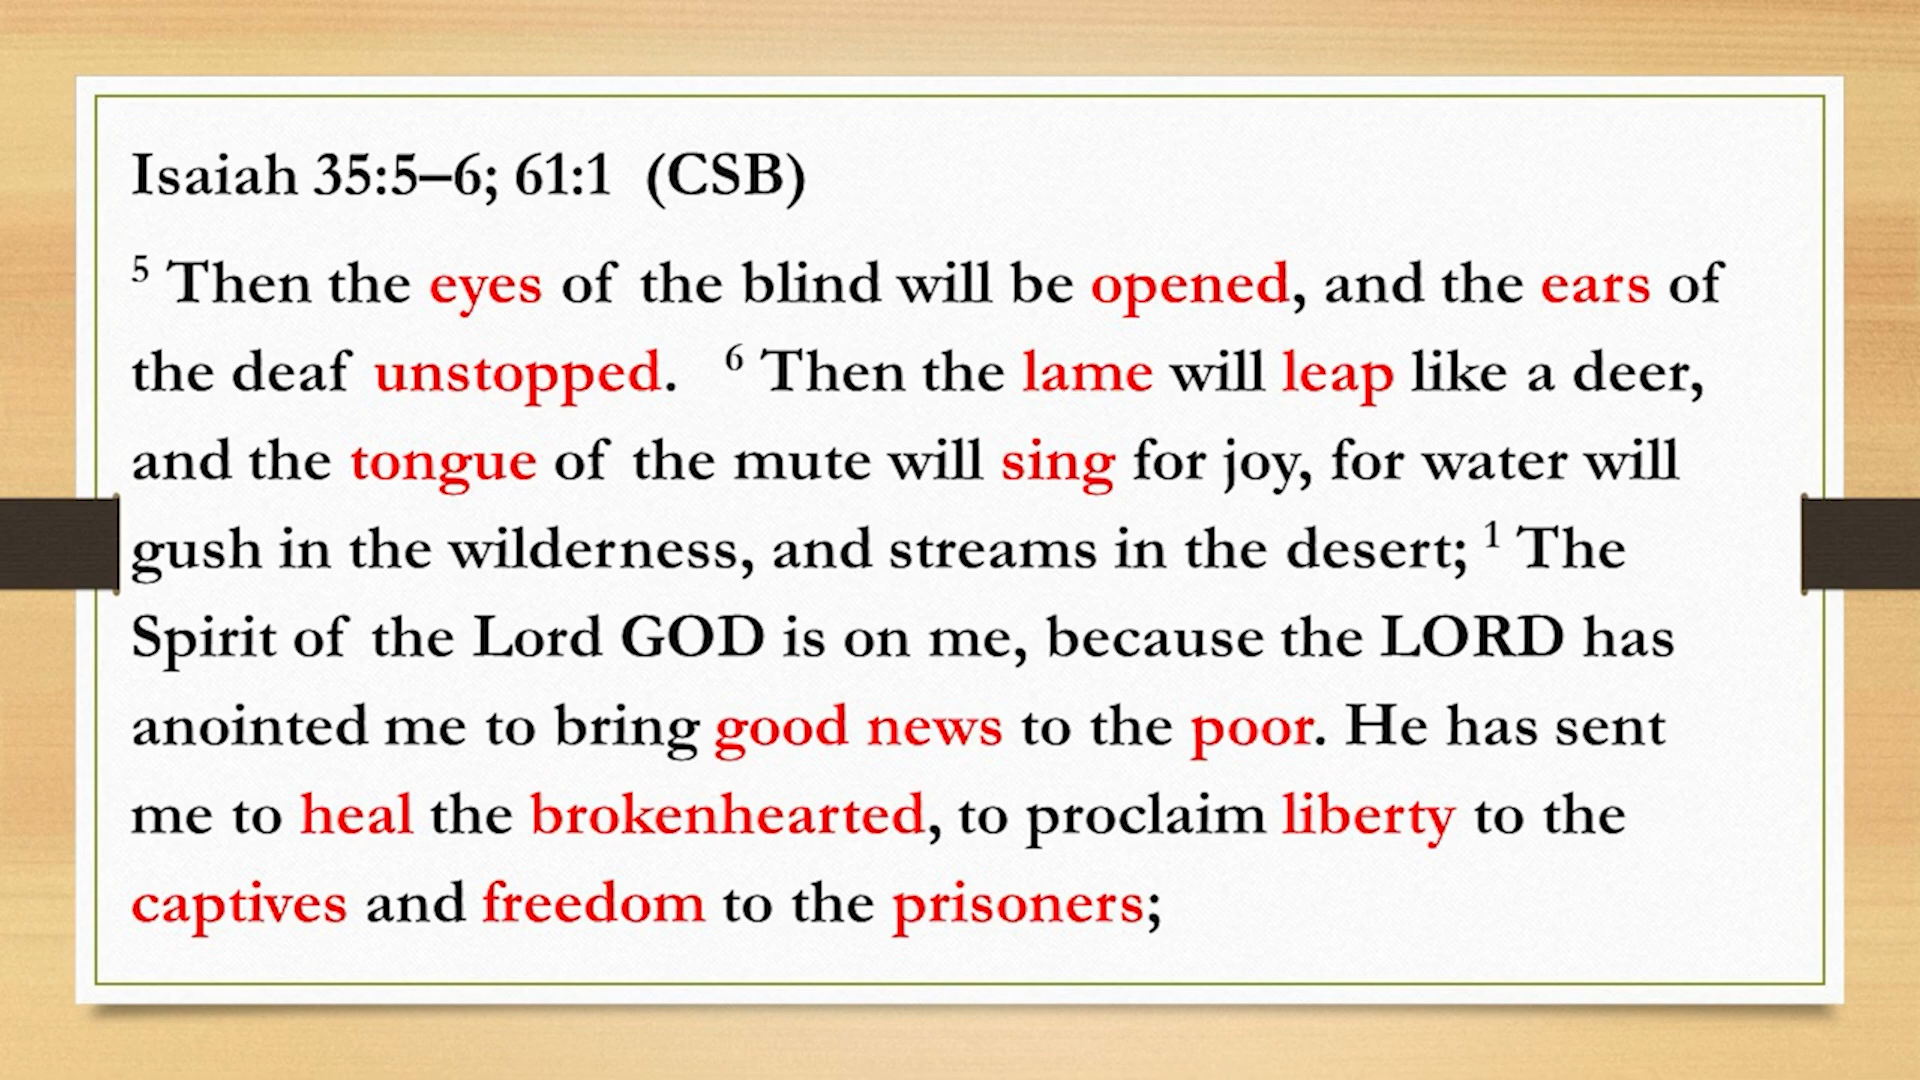 Isaiah 35:5–6; 61:1 (CSB)
5 Then the eyes of the blind will be opened, and the ears of
the deaf unstopped. 6 Then the lame will leap like a deer,
and the tongue of the mute will sing for joy, for water will
gush in the wilderness, and streams in the desert; 1 The
Spirit of the Lord GOD is on me, because the LORD has
anointed me to bring good news to the poor. He has sent
me to heal the brokenhearted, to proclaim liberty to the
captives and freedom to the prisoners;